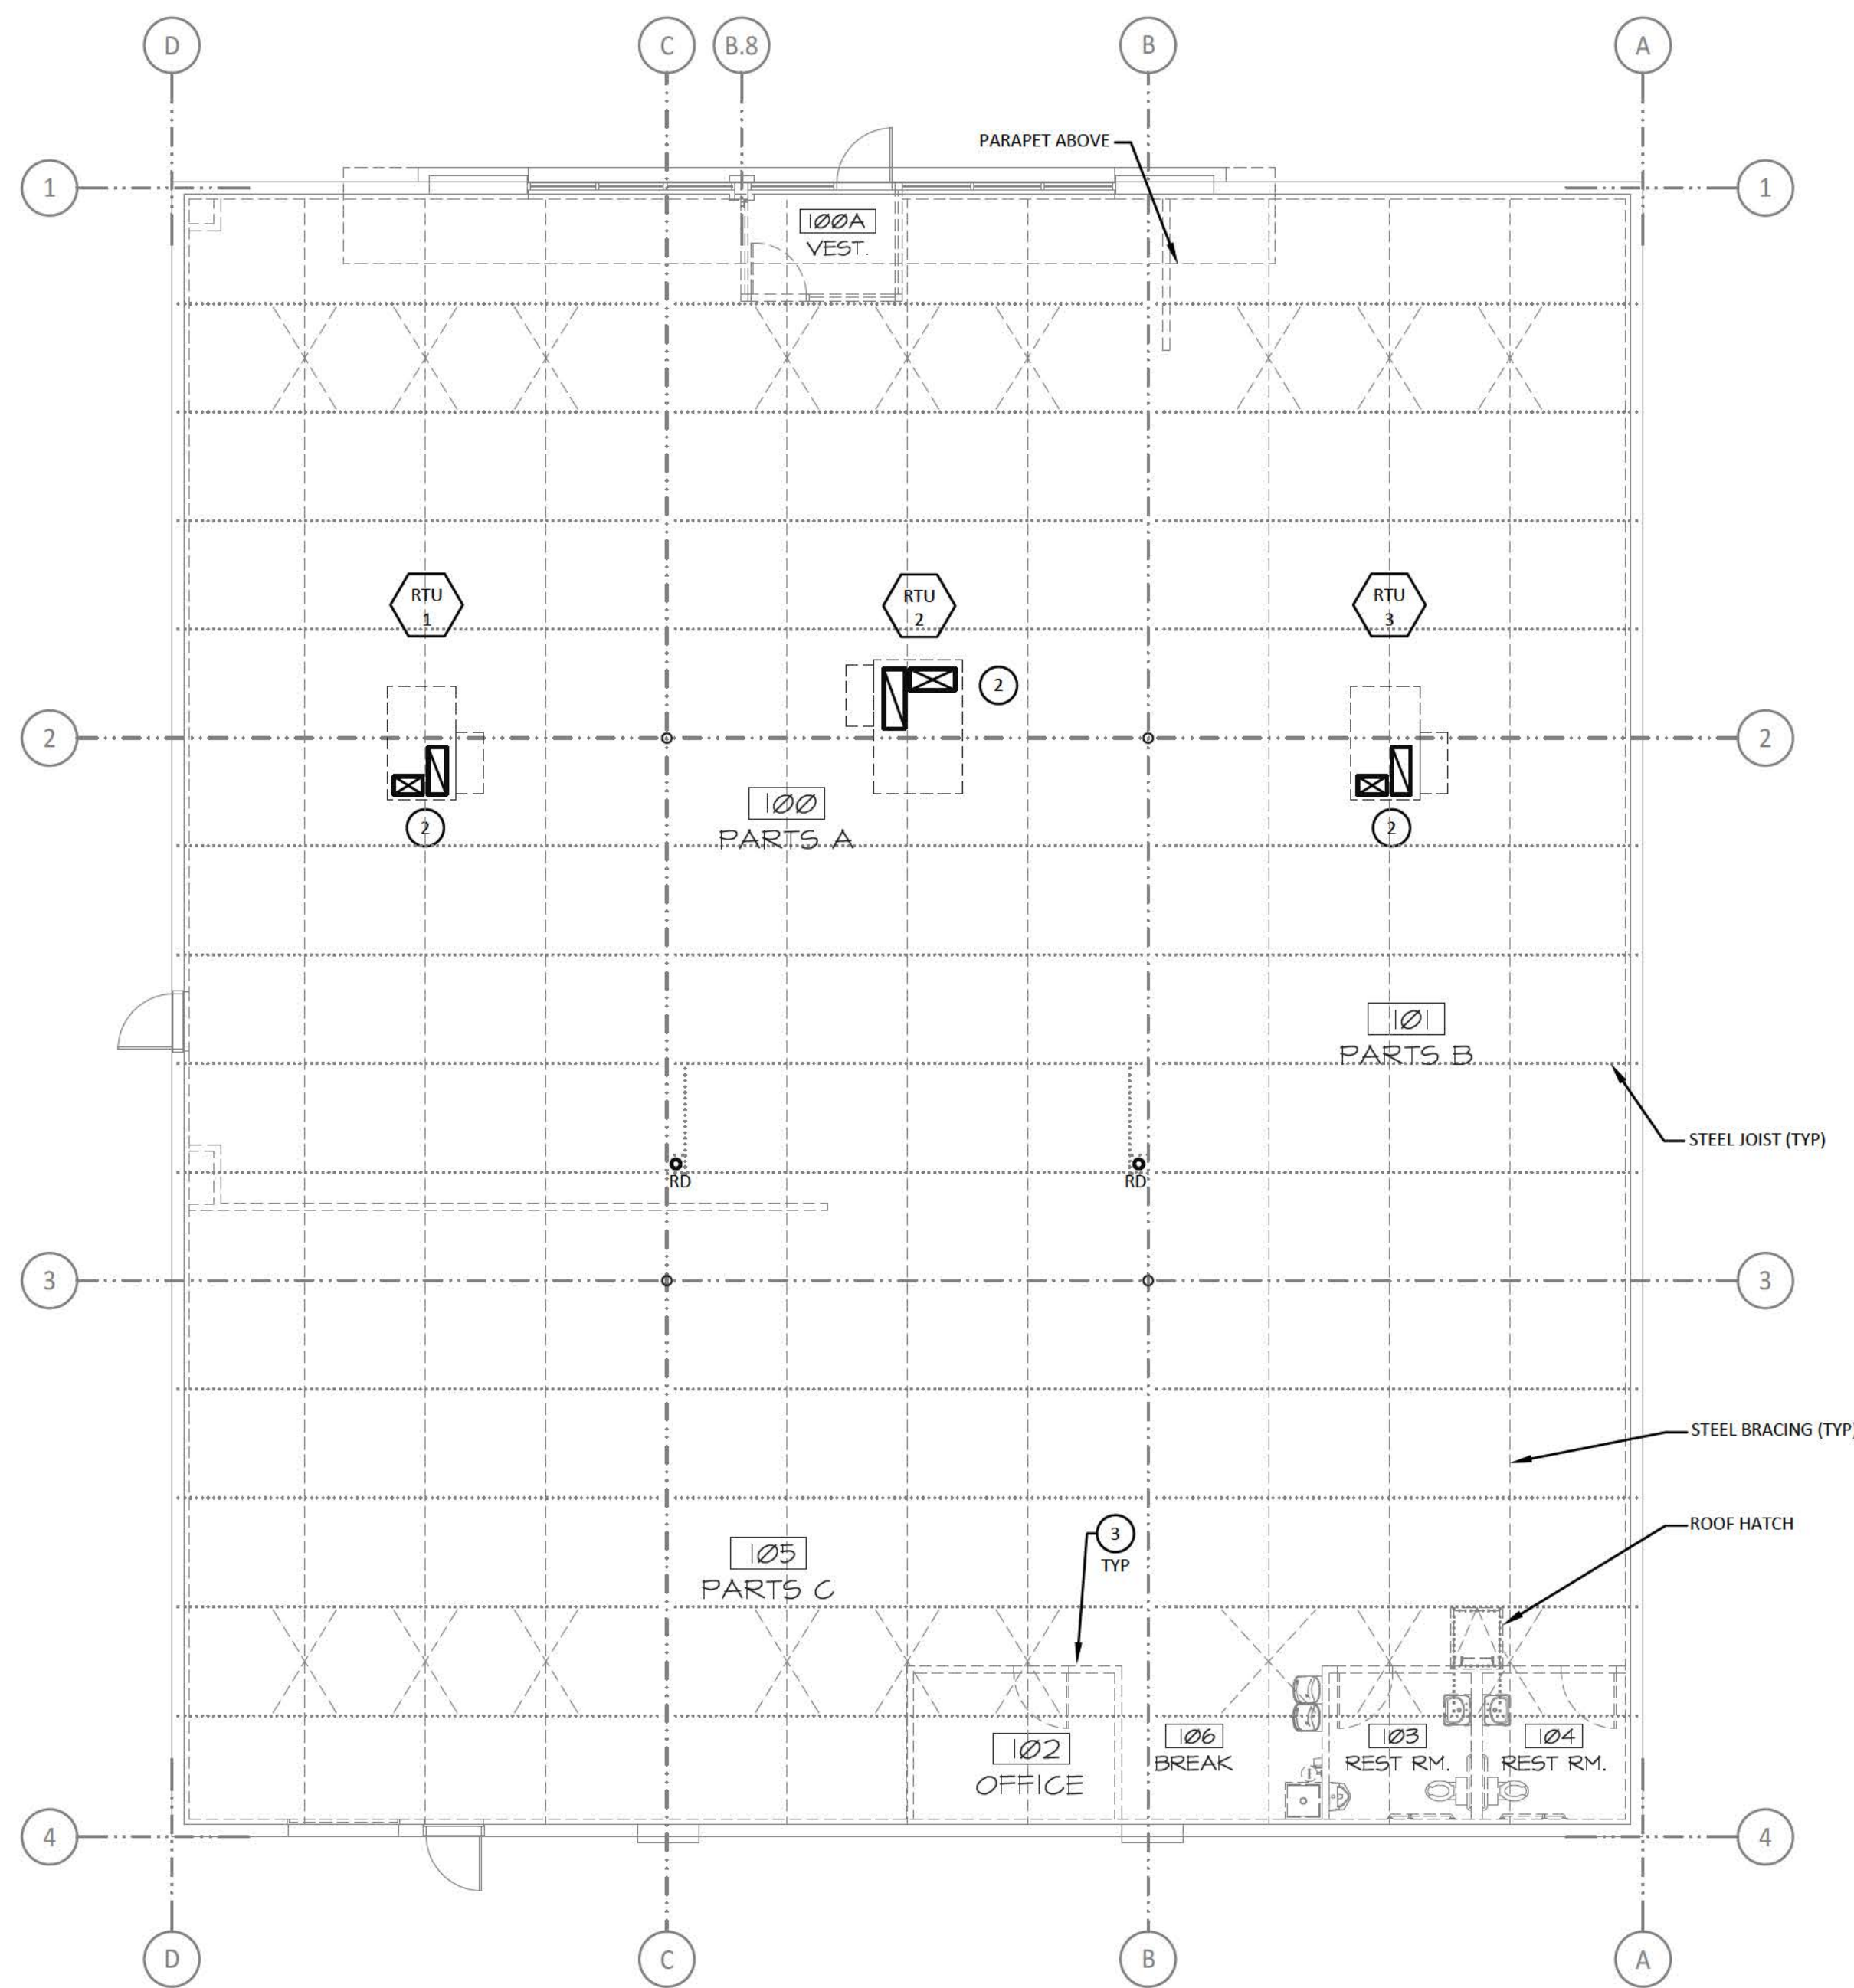 D
C
B.8
B
A
PARAPET ABOVE
1
1
100A
VEST.
RTU
1
RTU
2
RTU
3
2
2
2
100
PARTS A
2
2
101
PARTS B
STEEL JOIST (TYP)
RD
RD
3
3
STEEL BRACING (TYP)
ROOF HATCH
3
TYP
105
PARTS C
102
OFFICE
106
BREAK
103
REST RM.
104
REST RM.
4
4
D
C
B
A